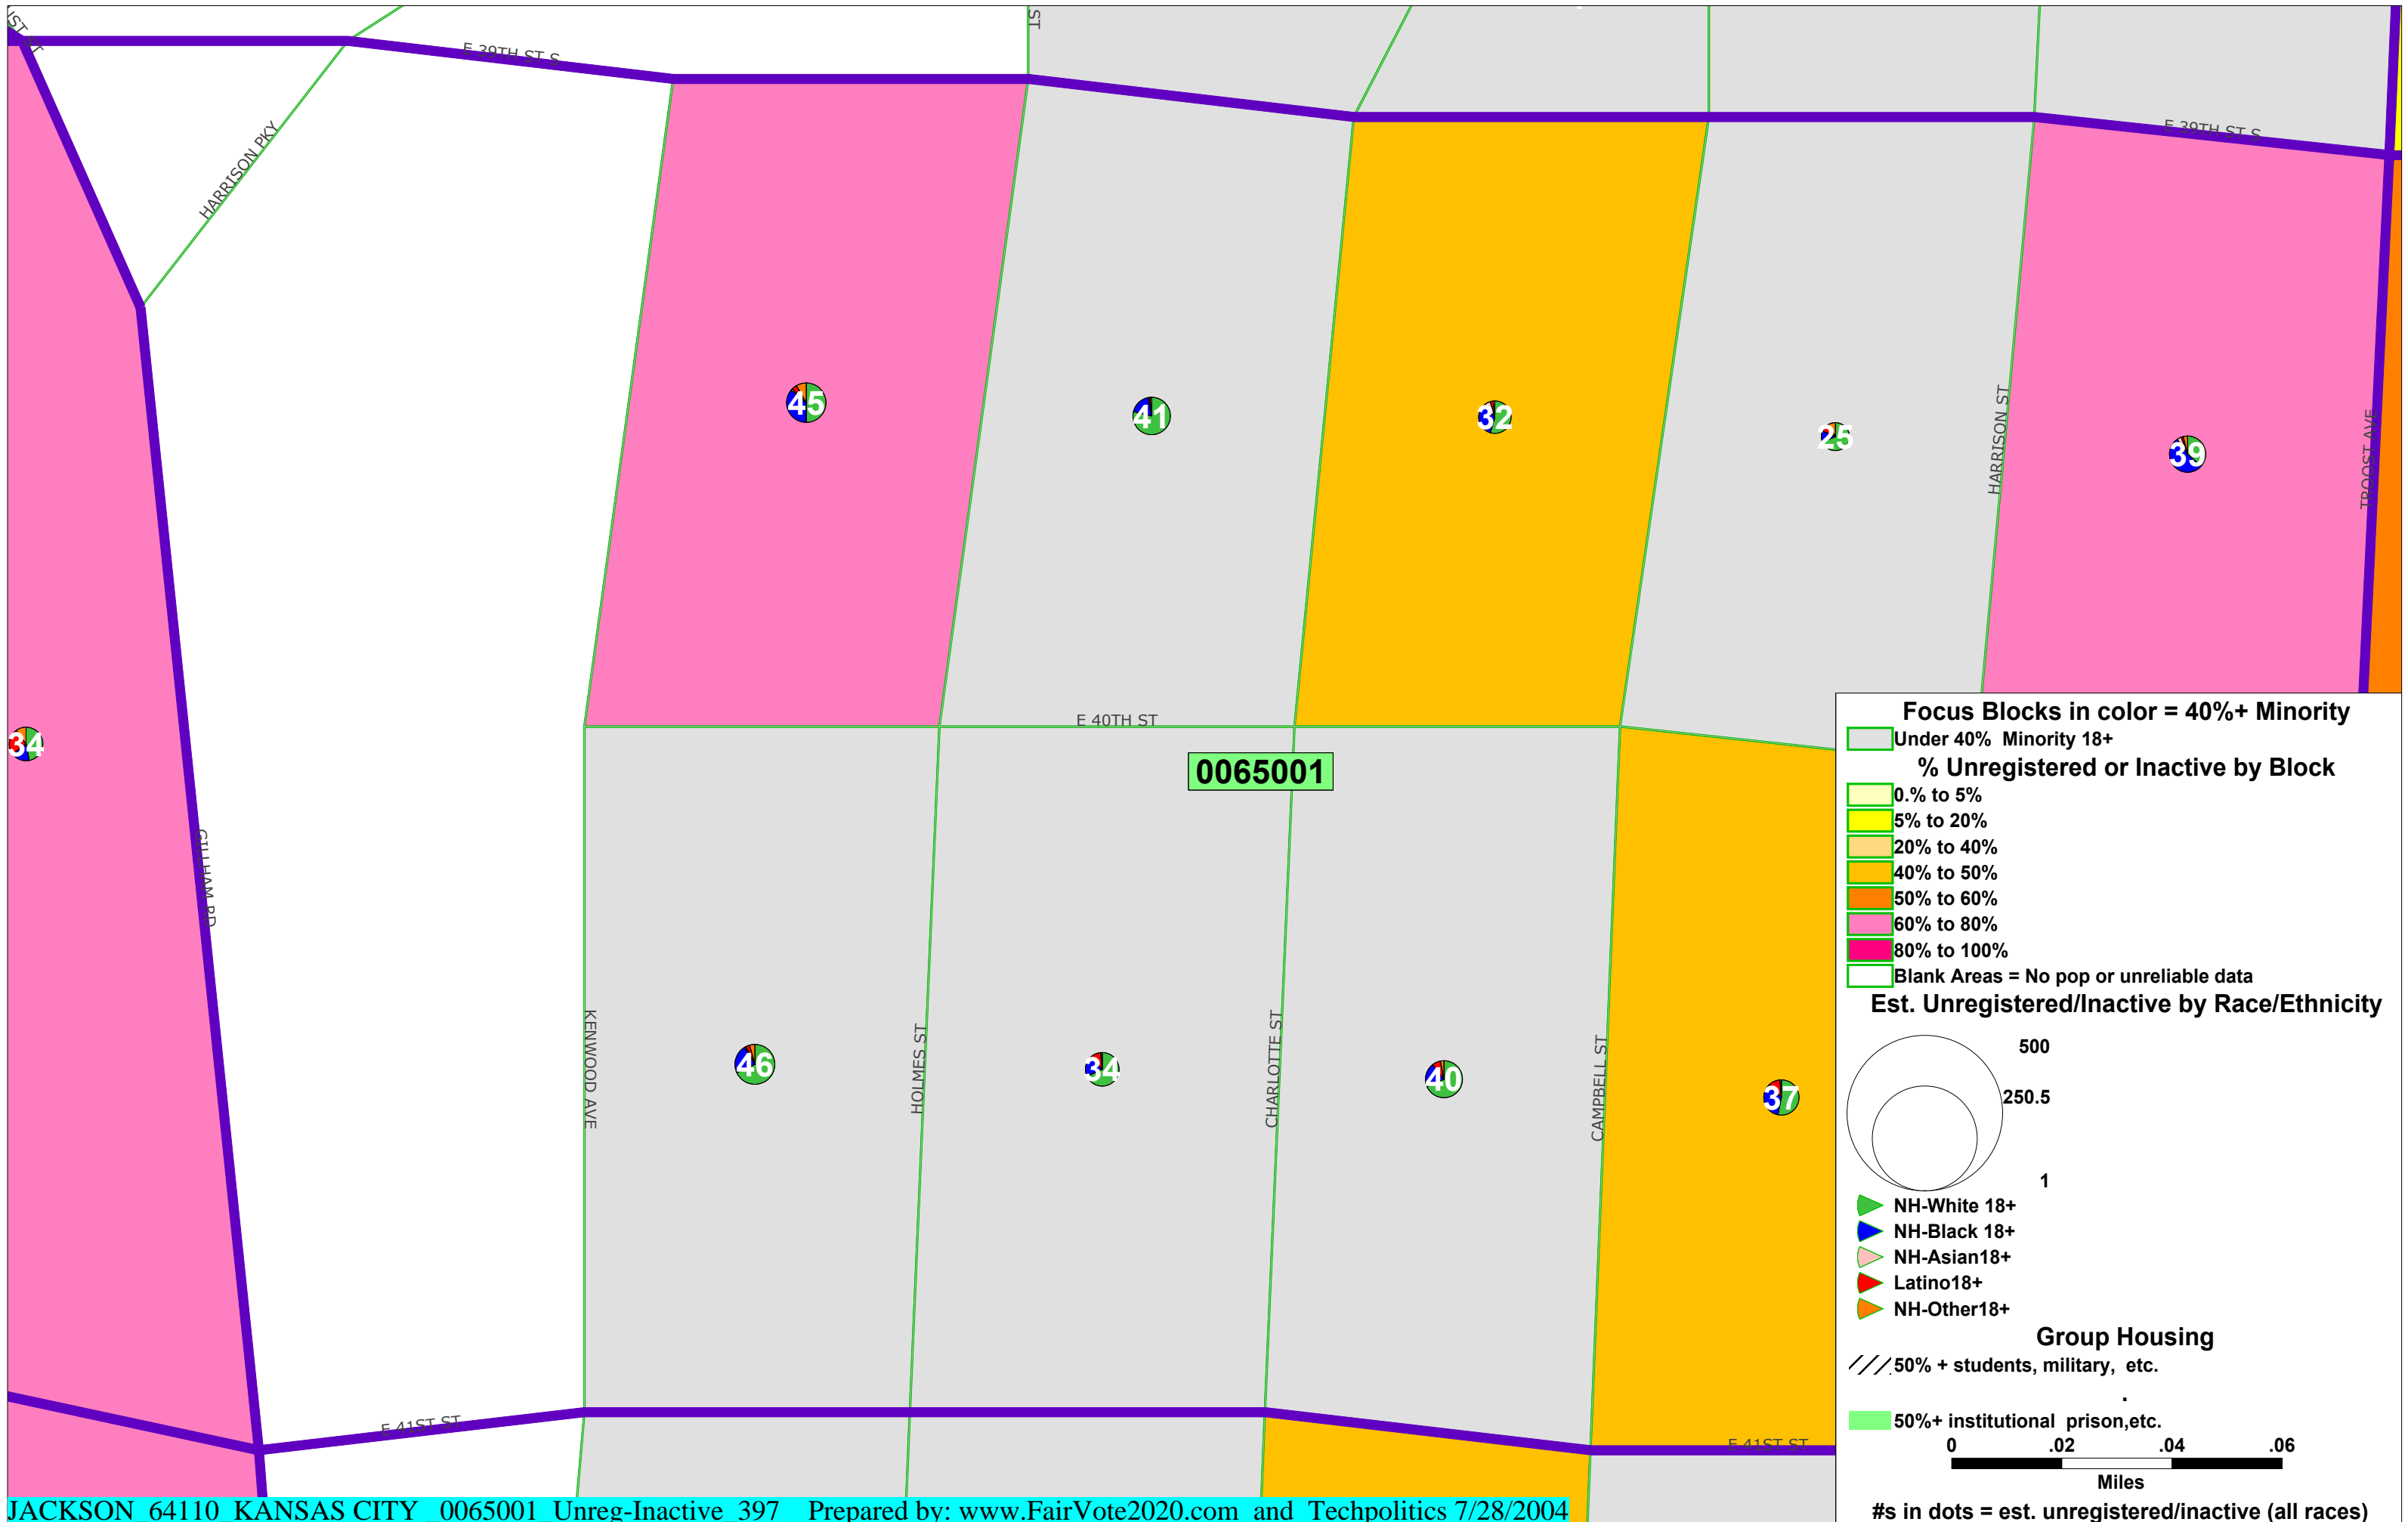 ST
E 39TH ST S
E 39TH ST S
HARRISON PKY
45
41
32
25
39
HARRISON ST
TROOST AVE
34
E 40TH ST
0065001
GILLHAM RD
KENWOOD AVE
HOLMES ST
CHARLOTTE ST
CAMPBELL ST
46
34
40
37
E 41ST ST
E 41ST ST
Focus Blocks in color = 40%+ Minority
Under 40% Minority 18+
% Unregistered or Inactive by Block
0.% to 5%
5% to 20%
20% to 40%
40% to 50%
50% to 60%
60% to 80%
80% to 100%
Blank Areas = No pop or unreliable data
Est. Unregistered/Inactive by Race/Ethnicity
500
250.5
1
NH-White 18+
NH-Black 18+
NH-Asian18+
Latino18+
NH-Other18+
Group Housing
50% + students, military, etc.
.
50%+ institutional prison,etc.
0 .02 .04 .06
Miles
#s in dots = est. unregistered/inactive (all races)
JACKSON 64110 KANSAS CITY 0065001 Unreg-Inactive 397 Prepared by: www.FairVote2020.com and Techpolitics 7/28/2004